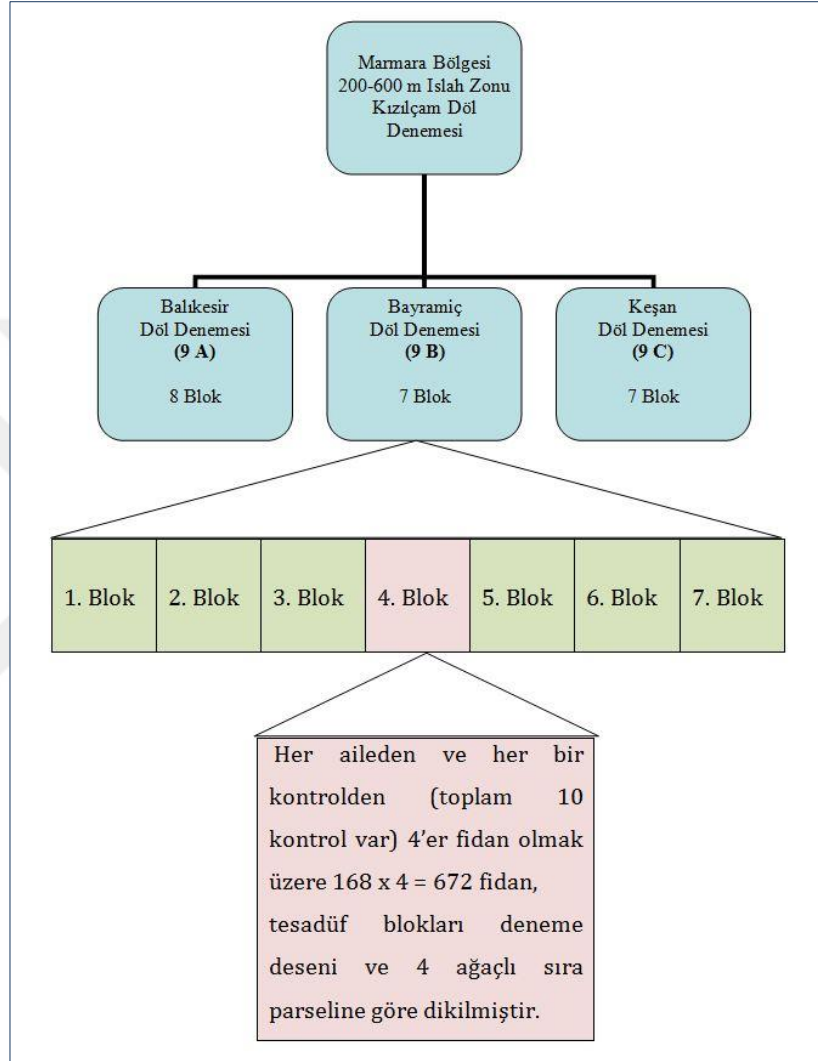 Marmara Bölgesi
200-600 m Islah Zonu
Kızılçam Döl
Denemesi
Balıkesir
Döl Denemesi
(9 A)
8 Blok
Bayramiç
Döl Denemesi
(9 B)
7 Blok
Keşan
Döl Denemesi
(9 C)
7 Blok
1. Blok
2. Blok
3. Blok
4. Blok
5. Blok
6. Blok
7. Blok
Her aileden ve her bir
kontrolden (toplam 10
kontrol var) 4’er fidan olmak
üzere 168 x 4 = 672 fidan,
tesadüf blokları deneme
deseni ve 4 ağaçlı sıra
parseline göre dikilmiştir.